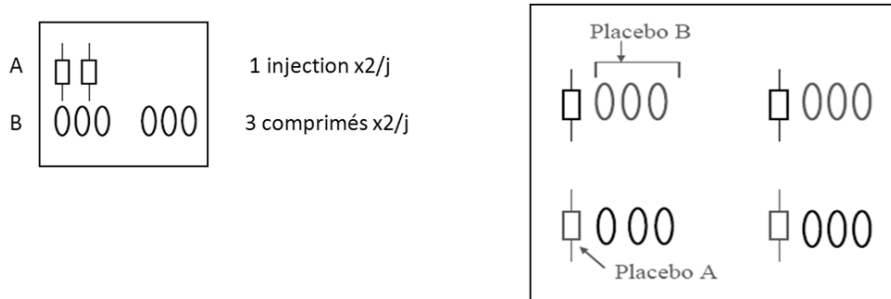 A 1 injection x2/j
B 3 comprimés x2/j
Placebo B
Placebo A